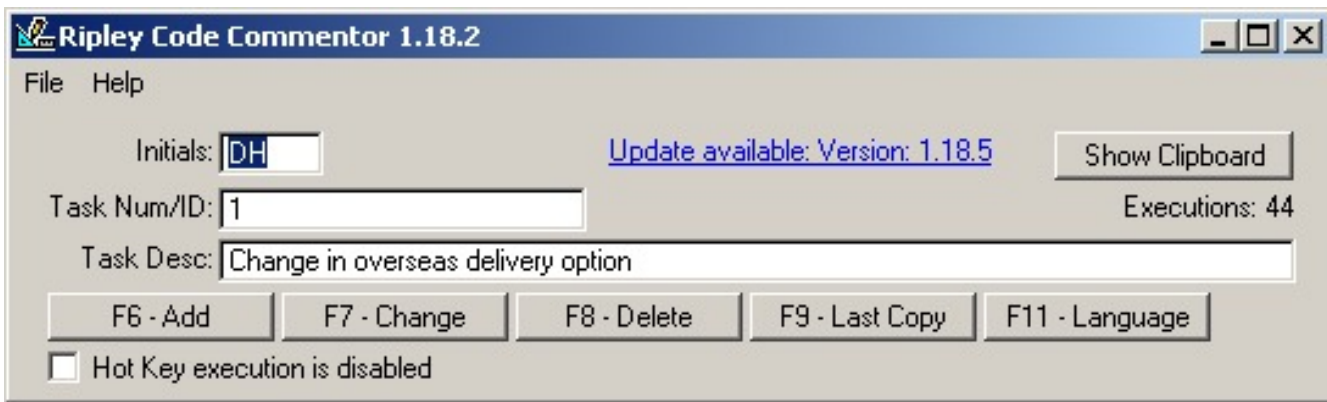 Ripley Code Commentor 1.18.2
File Help
Initials: DH Update available: Version: 1.18.5 Show Clipboard
Task Num/ID: 1 Executions: 44
Task Desc: Change in overseas delivery option
F6 - Add F7 - Change F8 - Delete F9 - Last Copy F11 - Language
Hot Key execution is disabled